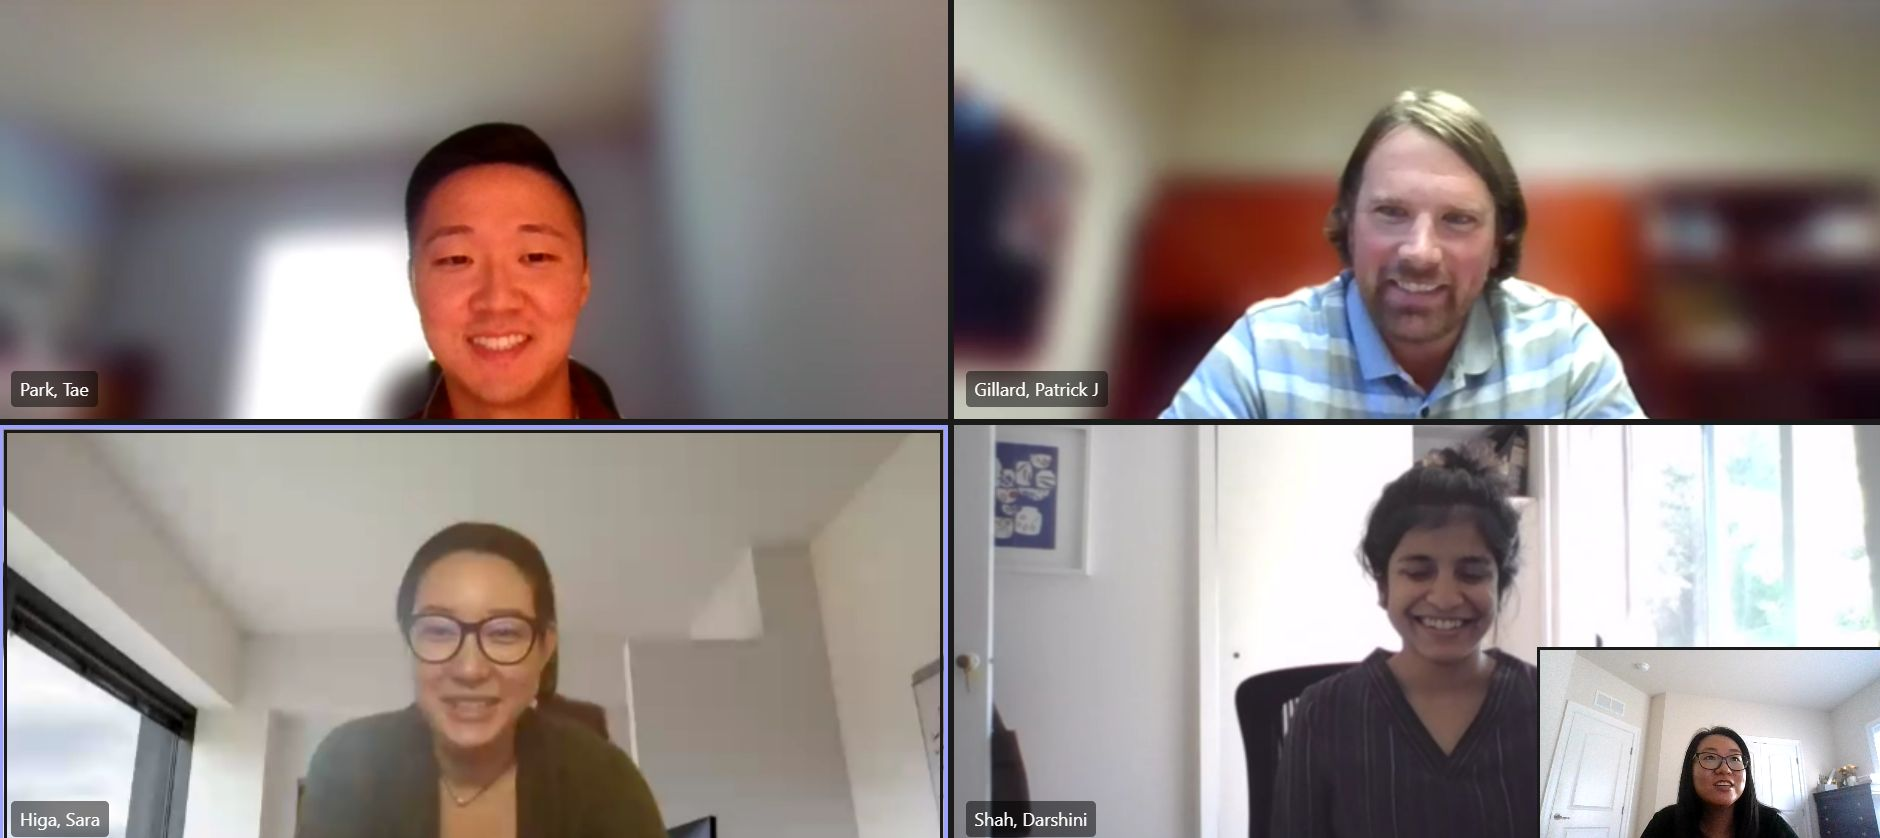 Park, Tae
Gillard, Patrick J
Higa, Sara
Shah, Darshini